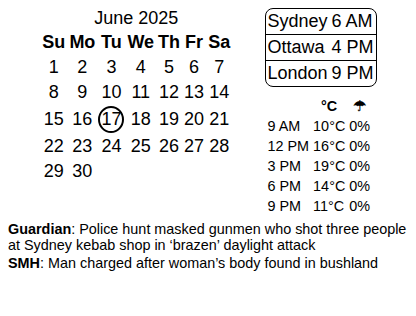 June 2025
Su Mo Tu We Th Fr Sa
1 2 3 4 5 6 7
8 9 10 11 12 13 14
15 16 17 18 19 20 21
22 23 24 25 26 27 28
29 30
Sydney 6 AM
Ottawa 4 PM
London 9 PM
°C ☂
9 AM 10°C 0%
12 PM 16°C 0%
3 PM 19°C 0%
6 PM 14°C 0%
9 PM 11°C 0%
Guardian: Police hunt masked gunmen who shot three people
at Sydney kebab shop in ‘brazen’ daylight attack
SMH: Man charged after woman’s body found in bushland